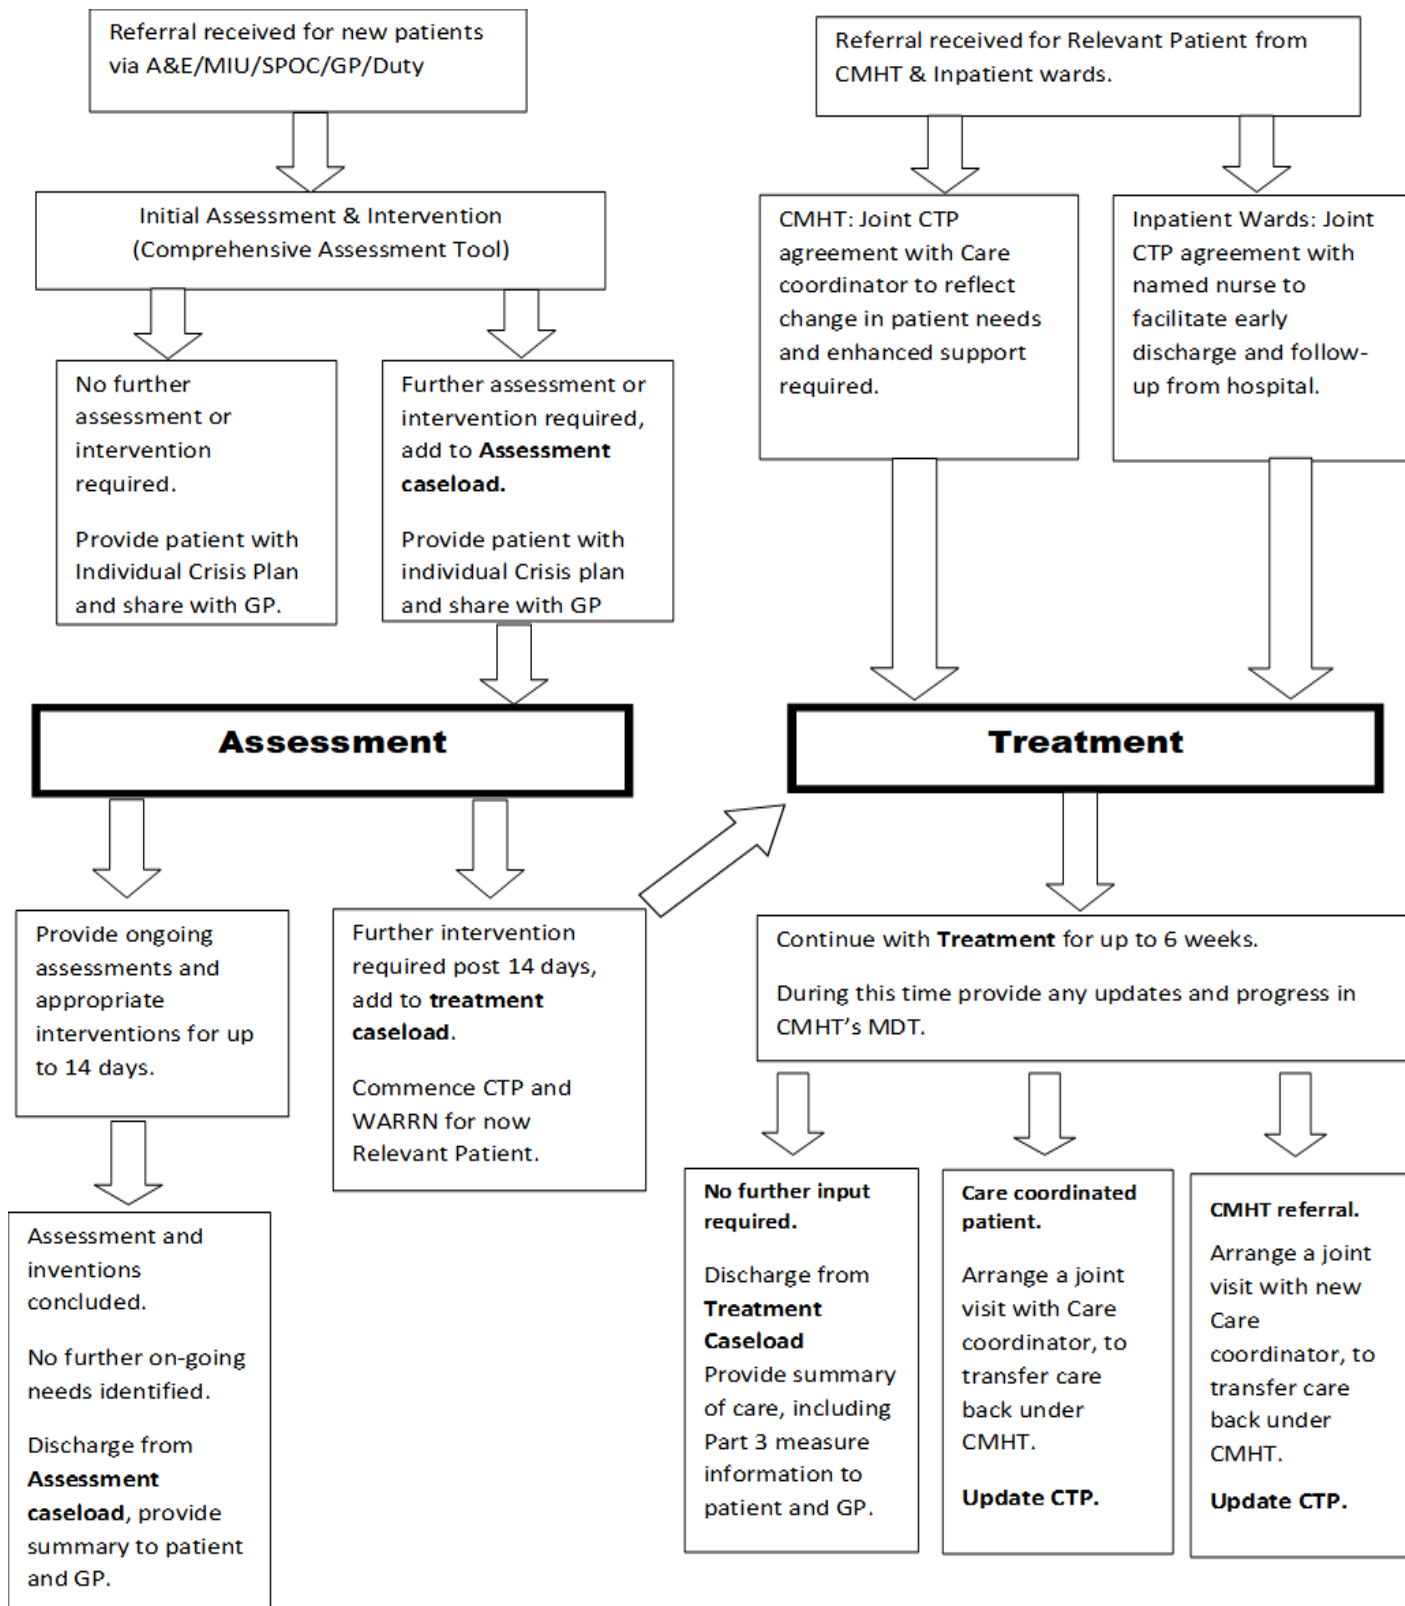 Referral received for new patients
via A&E/MIU/SPOC/GP/Duty
Referral received for Relevant Patient from
CMHT & Inpatient wards.
Initial Assessment & Intervention
(Comprehensive Assessment Tool)
CMHT: Joint CTP
agreement with Care
coordinator to reflect
change in patient needs
and enhanced support
required.
Inpatient Wards: Joint
CTP agreement with
named nurse to
facilitate early
discharge and follow-
up from hospital.
No further
assessment or
intervention
required.
Provide patient with
Individual Crisis Plan
and share with GP.
Further assessment or
intervention required,
add to Assessment
caseload.
Provide patient with
individual Crisis plan
and share with GP
Assessment
Treatment
Provide ongoing
assessments and
appropriate
interventions for up
to 14 days.
Further intervention
required post 14 days,
add to treatment
caseload.
Commence CTP and
WARRN for now
Relevant Patient.
Continue with Treatment for up to 6 weeks.
During this time provide any updates and progress in
CMHT's MDT.
Assessment and
inventions
concluded.
No further on-going
needs identified.
Discharge from
Assessment
caseload, provide
summary to patient
and GP.
No further input
required.
Discharge from
Treatment
Caseload
Provide summary
of care, including
Part 3 measure
information to
patient and GP.
Care coordinated
patient.
Arrange a joint
visit with Care
coordinator, to
transfer care
back under
CMHT.
Update CTP.
CMHT referral.
Arrange a joint
visit with new
Care
coordinator, to
transfer care
back under
CMHT.
Update CTP.